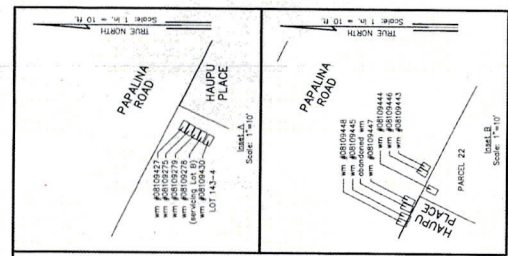 TRUE NORTH
Scale: 1 in. = 10 ft.
PAPALINA
ROAD
HAUPU
PLACE
wm #08109427
wm #08109275
wm #08109279
wm #08109278
(servicing Lot B)
wm #08109430
LOT 143-4
Inset A
Scale: 1"=10'
TRUE NORTH
Scale: 1 in. = 10 ft.
PAPALINA
ROAD
wm #08109448
wm #08109445
abandoned wm
wm #08109447
wm #08109444
wm #08109446
wm #08109443
HAUPU
PLACE
PARCEL 22
Inset B
Scale: 1"=10'